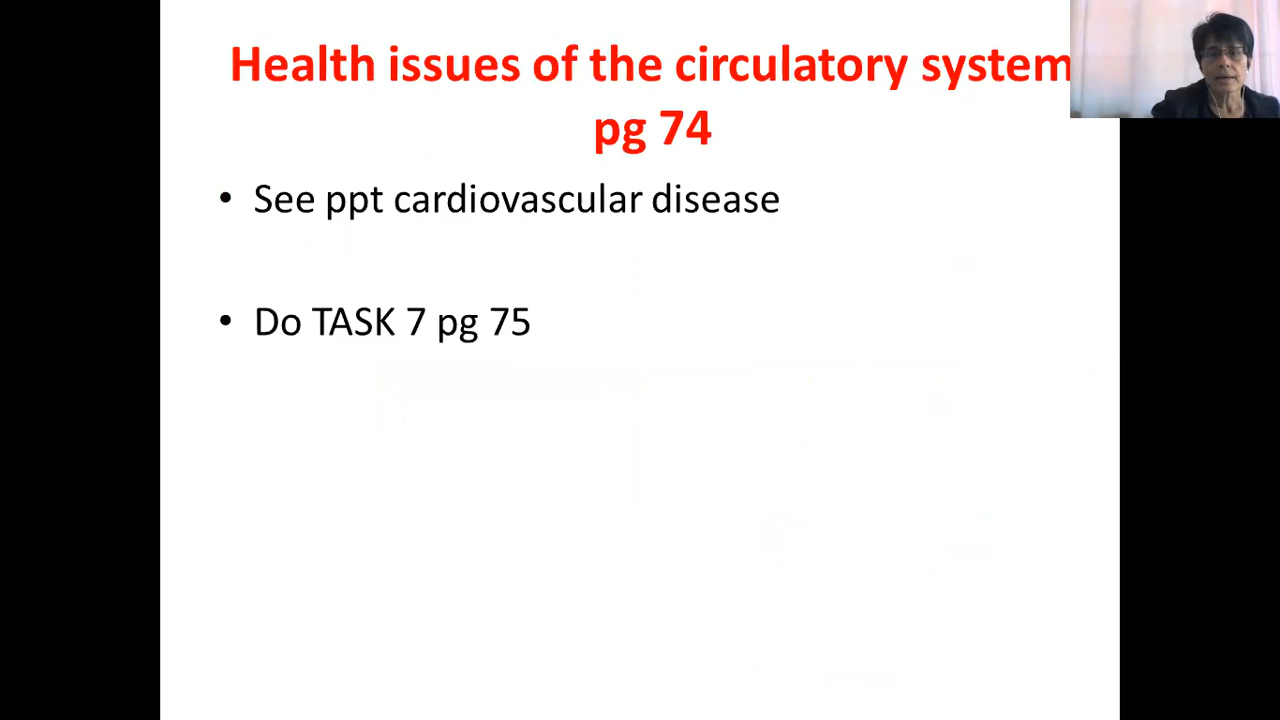 Health issues of the circulatory system
pg 74
• See ppt cardiovascular disease
• Do TASK 7 pg 75